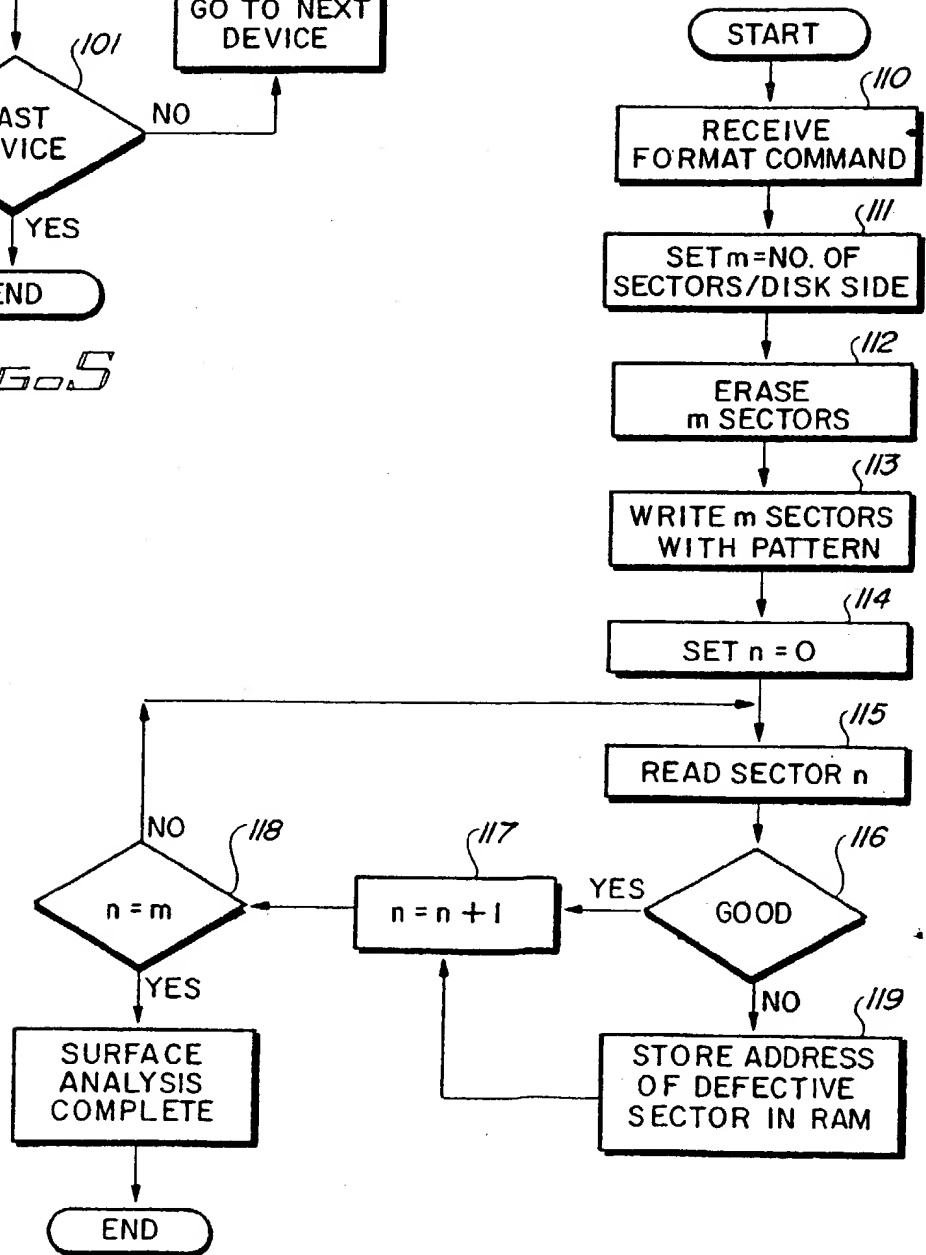 GO TO NEXT
DEVICE
101
NO
YES
END
START
110
RECEIVE
FORMAT COMMAND
111
SET m=NO. OF
SECTORS/DISK SIDE
112
ERASE
m SECTORS
113
WRITE m SECTORS
WITH PATTERN
114
SET n = 0
115
READ SECTOR n
116
GOOD
YES
NO
117
n = n + 1
118
n = m
NO
YES
119
STORE ADDRESS
OF DEFECTIVE
SECTOR IN RAM
SURFACE
ANALYSIS
COMPLETE
END